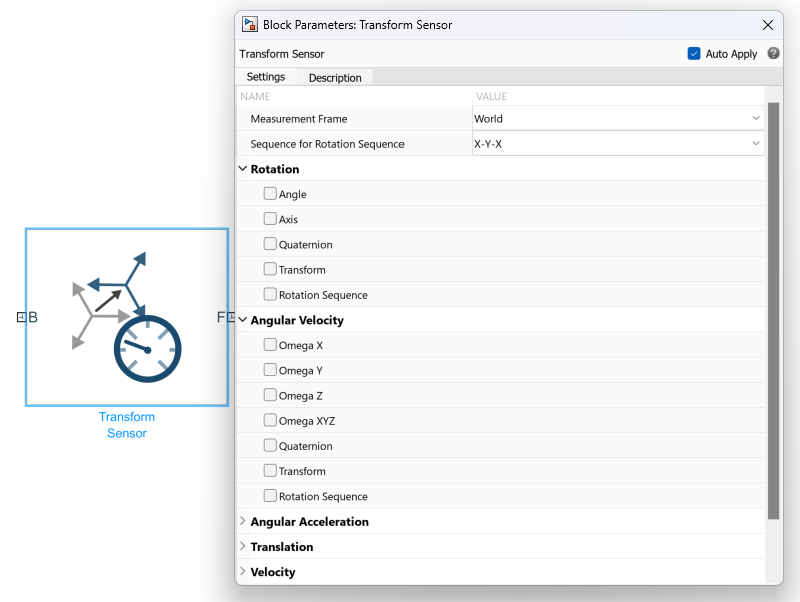 Block Parameters: Transform Sensor
Transform Sensor
Auto Apply
Settings Description
NAME VALUE
Measurement Frame World
Sequence for Rotation Sequence X-Y-X
Rotation
Angle
Axis
Quaternion
Transform
Rotation Sequence
Angular Velocity
Omega X
Omega Y
Omega Z
Omega XYZ
Quaternion
Transform
Rotation Sequence
Angular Acceleration
Translation
Velocity
B
F
Transform
Sensor